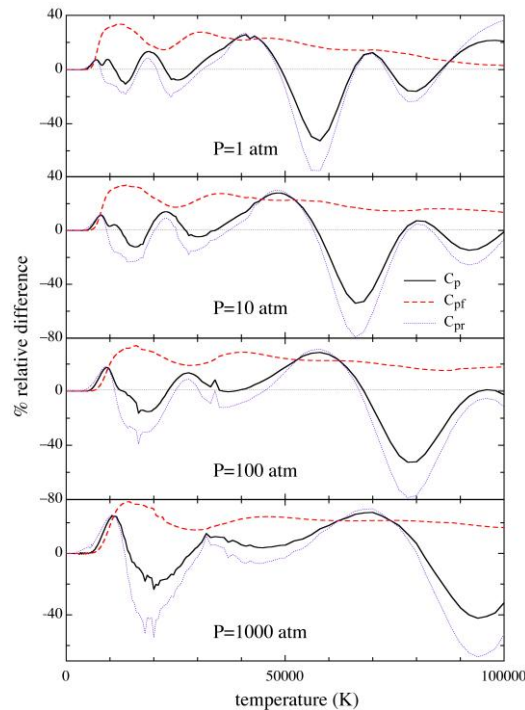 40
0
−40
P=1 atm
40
0
−40
P=10 atm
C_p
C_pf
C_pr
−80
0
−40
P=100 atm
−80
0
−40
P=1000 atm
0
50000
100000
temperature (K)
% relative difference